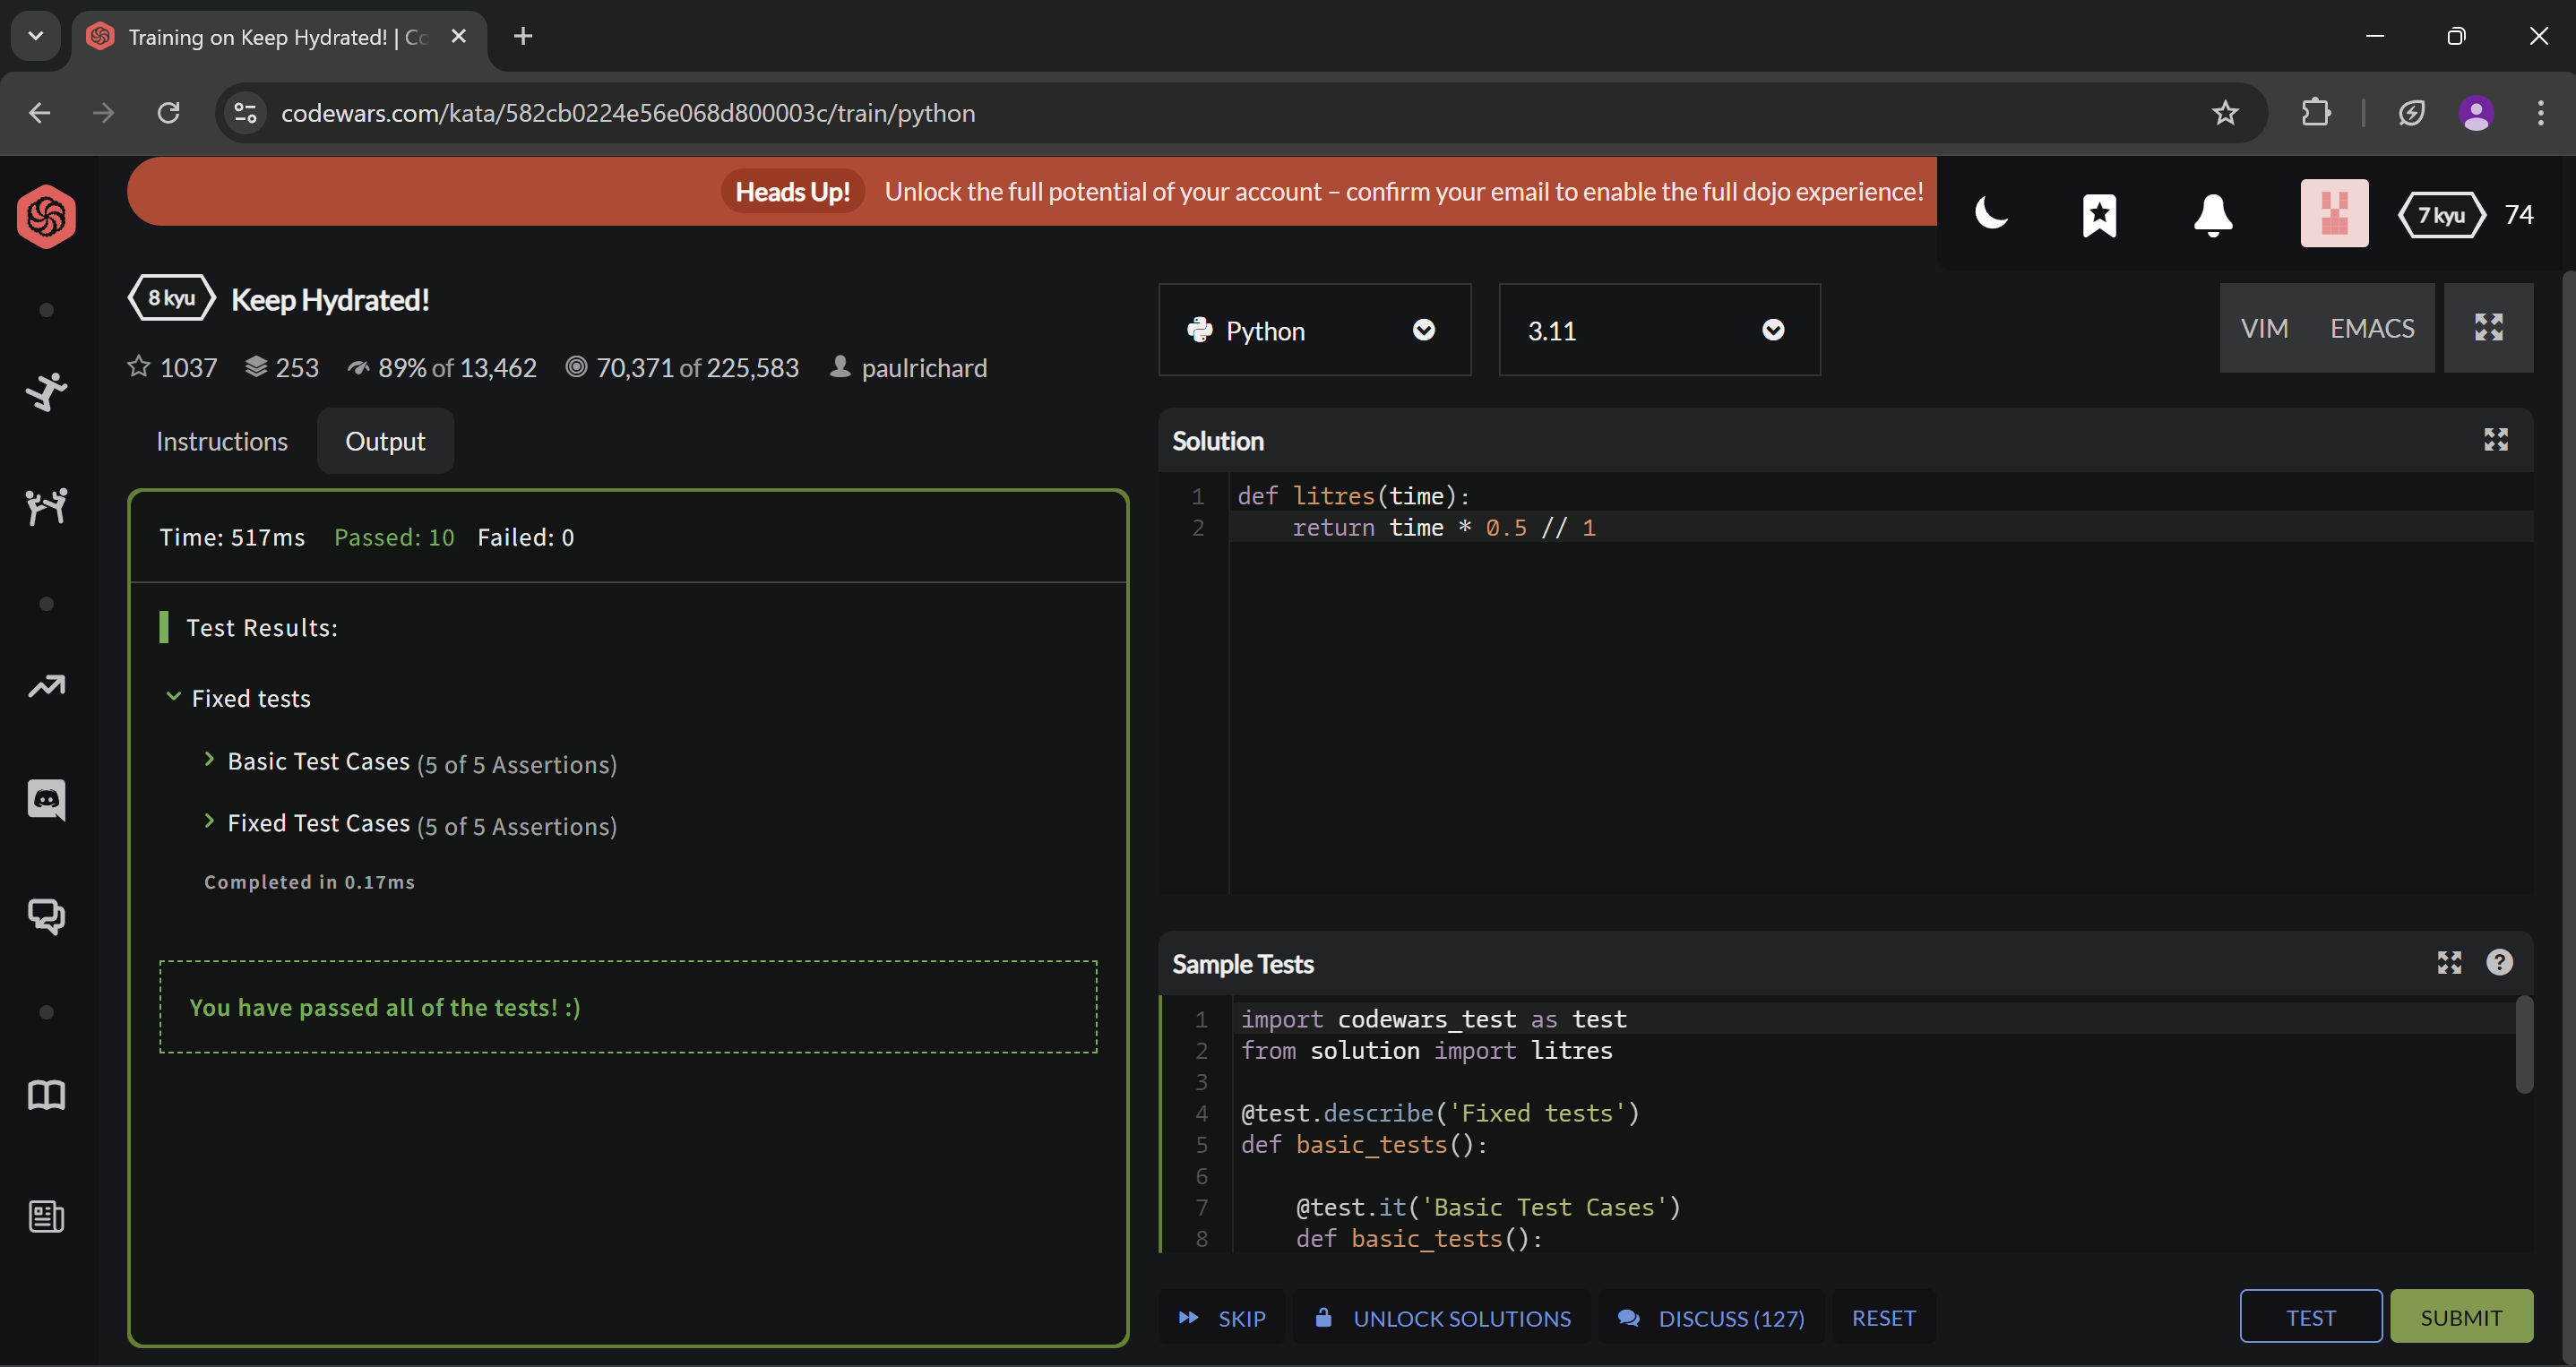 Training on Keep Hydrated! | Co
codewars.com/kata/582cb0224e56e068d800003c/train/python
Heads Up! Unlock the full potential of your account – confirm your email to enable the full dojo experience!
7 kyu 74
8 kyu Keep Hydrated!
1037 253 89% of 13,462 70,371 of 225,583 paulrichard
Python 3.11 VIM EMACS
Instructions Output
Time: 517ms Passed: 10 Failed: 0
Test Results:
Fixed tests
Basic Test Cases (5 of 5 Assertions)
Fixed Test Cases (5 of 5 Assertions)
Completed in 0.17ms
You have passed all of the tests! :)
Solution
1 def litres(time):
2     return time * 0.5 // 1
Sample Tests
1 import codewars_test as test
2 from solution import litres
3
4 @test.describe('Fixed tests')
5 def basic_tests():
6
7     @test.it('Basic Test Cases')
8     def basic_tests():
SKIP UNLOCK SOLUTIONS DISCUSS (127) RESET TEST SUBMIT